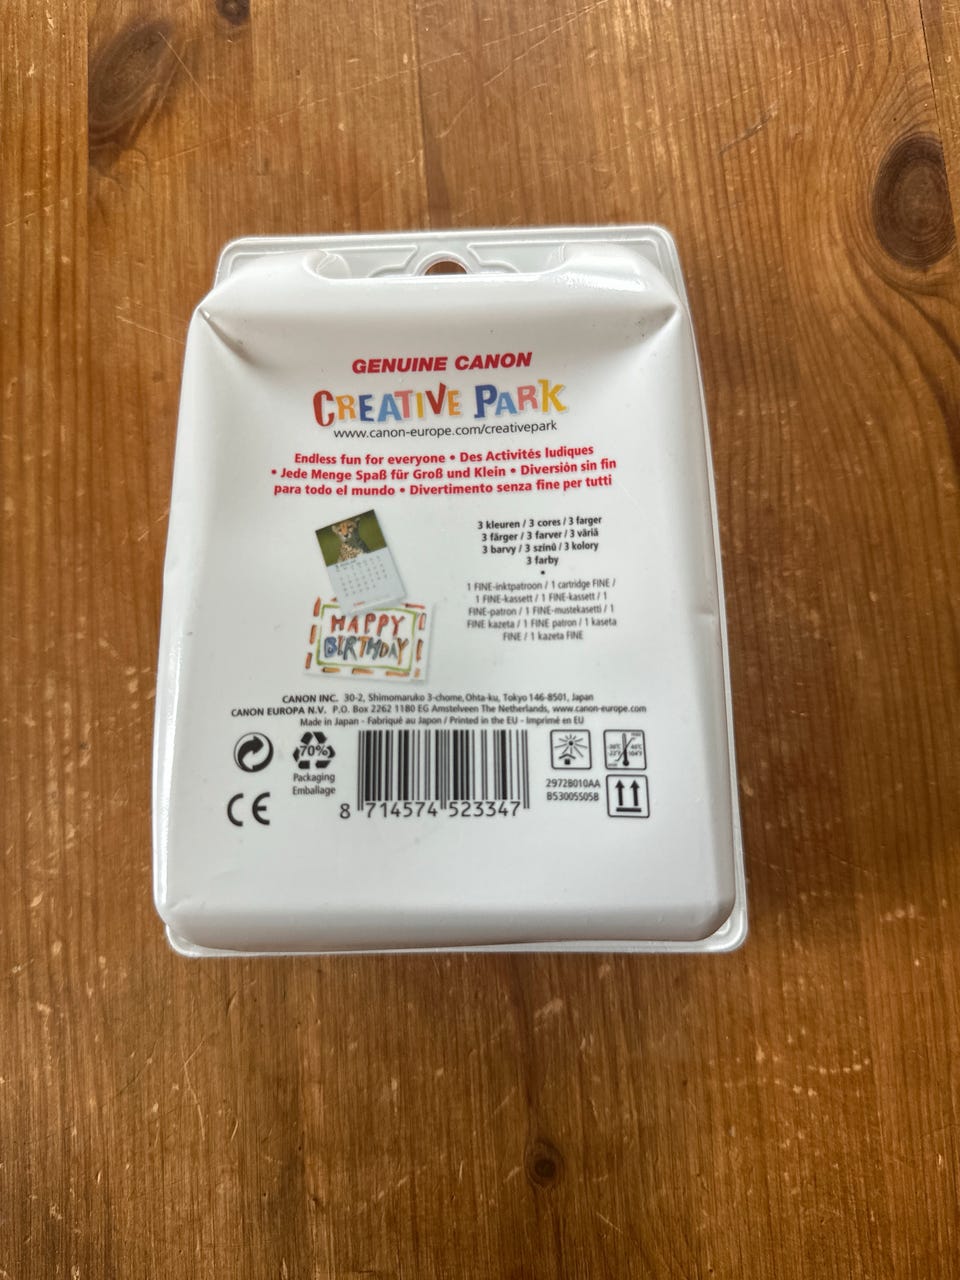 GENUINE CANON
CREATIVE PARK
www.canon-europe.com/creativepark
Endless fun for everyone • Des Activités ludiques
• Jede Menge Spaß für Groß und Klein • Diversión sin fin
para todo el mundo • Divertimento senza fine per tutti
3 kleuren / 3 cores / 3 farger
3 färger / 3 farver / 3 väriä
3 barvy / 3 színű / 3 kolory
3 farby
•
1 FINE-inktpatroon / 1 cartridge FINE /
1 FINE-kassett / 1 FINE-kassett / 1
FINE-patron / 1 FINE-mustekasetti / 1
FINE kazeta / 1 FINE patron / 1 kaseta
FINE / 1 kazeta FINE
HAPPY
BIRTHDAY
CANON INC. 30-2, Shimomaruko 3-chome, Ohta-ku, Tokyo 146-8501, Japan
CANON EUROPA N.V. P.O. Box 2262 1180 EG Amstelveen The Netherlands, www.canon-europe.com
Made in Japan - Fabriqué au Japon / Printed in the EU - Imprimé en EU
70%
Packaging
Emballage
CE
8 714574 523347
2972B010AA
B53005505B
max
-30°C 40°C
-22°F 104°F
min